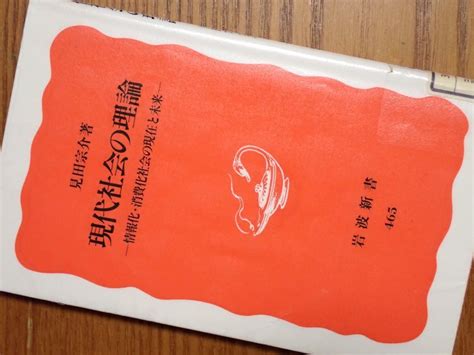 見田宗介著
現代社会の理論
―情報化・消費化社会の現在と未来―
岩波新書
465